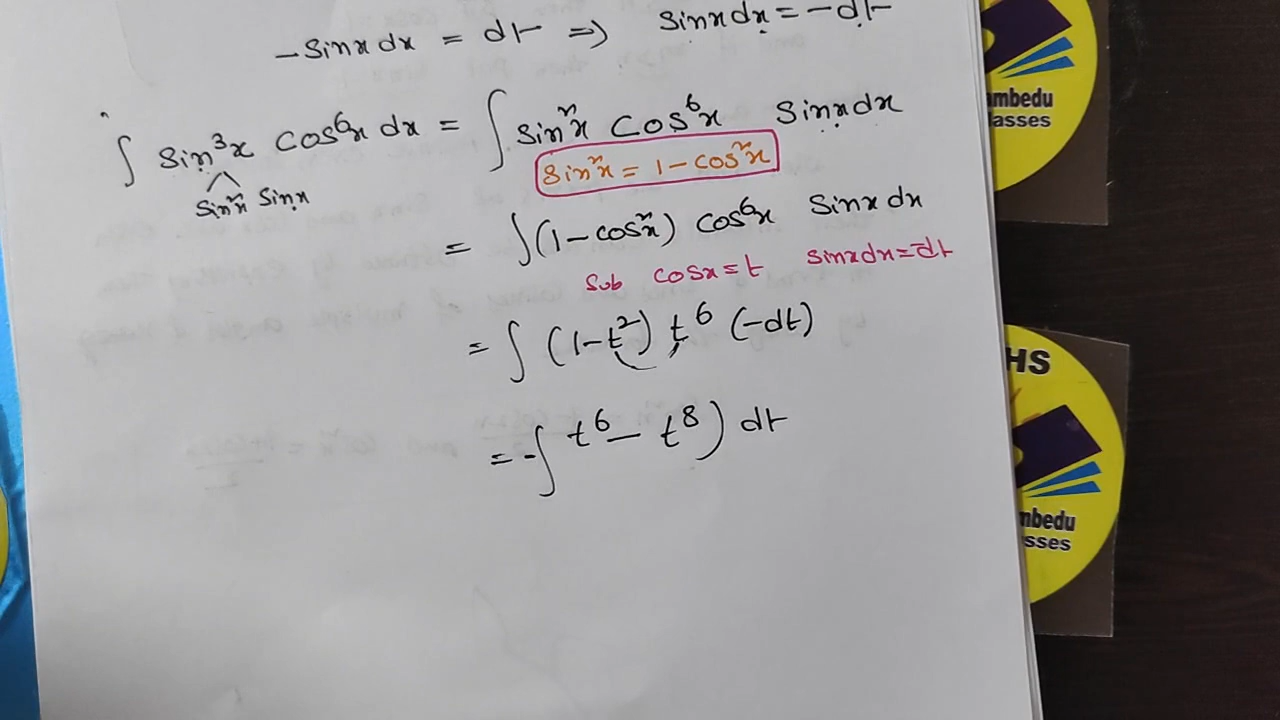 -Sinx dx = dt ⇒ Sinx dx = -dt
∫ Sin³x Cos⁶x dx = ∫ Sin²x Cos⁶x Sinx dx
Sin²x Sinx
Sin²x = 1 - Cos²x
= ∫(1 - Cos²x) Cos⁶x Sinx dx
Sub Cosx = t Sinx dx = -dt
= ∫ (1-t²) t⁶ (-dt)
= -∫ t⁶ - t⁸) dt
mbedu
asses
HS
mbedu
sses